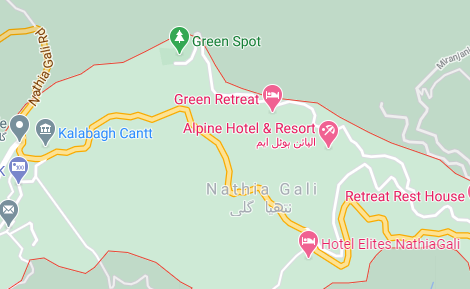 Green Spot
Miranjani
Nathia Gali Rd
Green Retreat
Alpine Hotel & Resort
الپائن ہوٹل ایم
Kalabagh Cantt
K
Nathia Gali
نتھیا گلی
Retreat Rest House
Hotel Elites NathiaGali